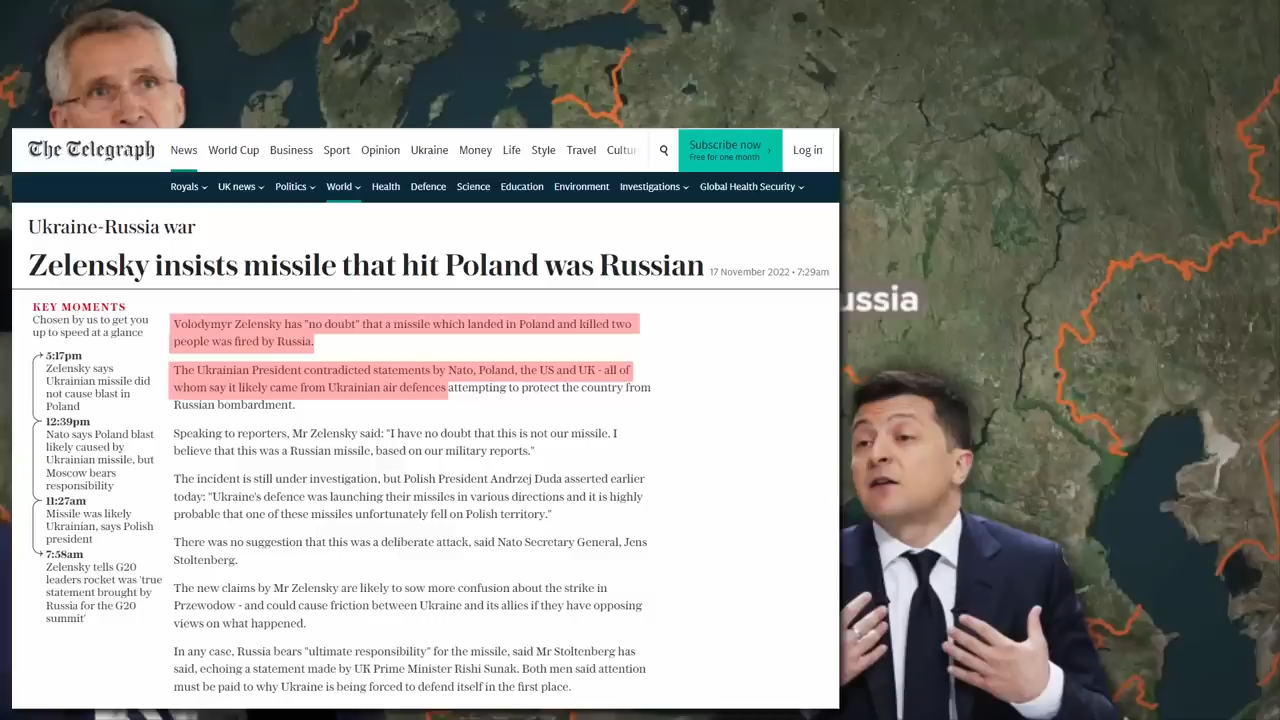 The Telegraph
News World Cup Business Sport Opinion Ukraine Money Life Style Travel Subscribe now Log in
Free for one month
Royals UK news Politics World Health Defence Science Education Environment Investigations Global Health Security
Ukraine-Russia war
Zelensky insists missile that hit Poland was Russian
17 November 2022 • 7:29am
KEY MOMENTS
Chosen by us to get you
up to speed at a glance
5:17pm
Zelensky says
Ukrainian missile did
not cause blast in
Poland
12:39pm
Nato says Poland blast
likely caused by
Ukrainian missile, but
Moscow bears
responsibility
11:27am
Missile was likely
Ukrainian, says Polish
president
7:58am
Zelensky tells G20
leaders rocket was 'true
statement brought by
Russia for the G20
summit'
Volodymyr Zelensky has "no doubt" that a missile which landed in Poland and killed two
people was fired by Russia.
The Ukrainian President contradicted statements by Nato, Poland, the US and UK - all of
whom say it likely came from Ukrainian air defences attempting to protect the country from
Russian bombardment.
Speaking to reporters, Mr Zelensky said: "I have no doubt that this is not our missile. I
believe that this was a Russian missile, based on our military reports."
The incident is still under investigation, but Polish President Andrzej Duda asserted earlier
today: "Ukraine's defence was launching their missiles in various directions and it is highly
probable that one of these missiles unfortunately fell on Polish territory."
There was no suggestion that this was a deliberate attack, said Nato Secretary General, Jens
Stoltenberg.
The new claims by Mr Zelensky are likely to sow more confusion about the strike in
Przewodow - and could cause friction between Ukraine and its allies if they have opposing
views on what happened.
In any case, Russia bears "ultimate responsibility" for the missile, said Mr Stoltenberg has
said, echoing a statement made by UK Prime Minister Rishi Sunak. Both men said attention
must be paid to why Ukraine is being forced to defend itself in the first place.
ussia